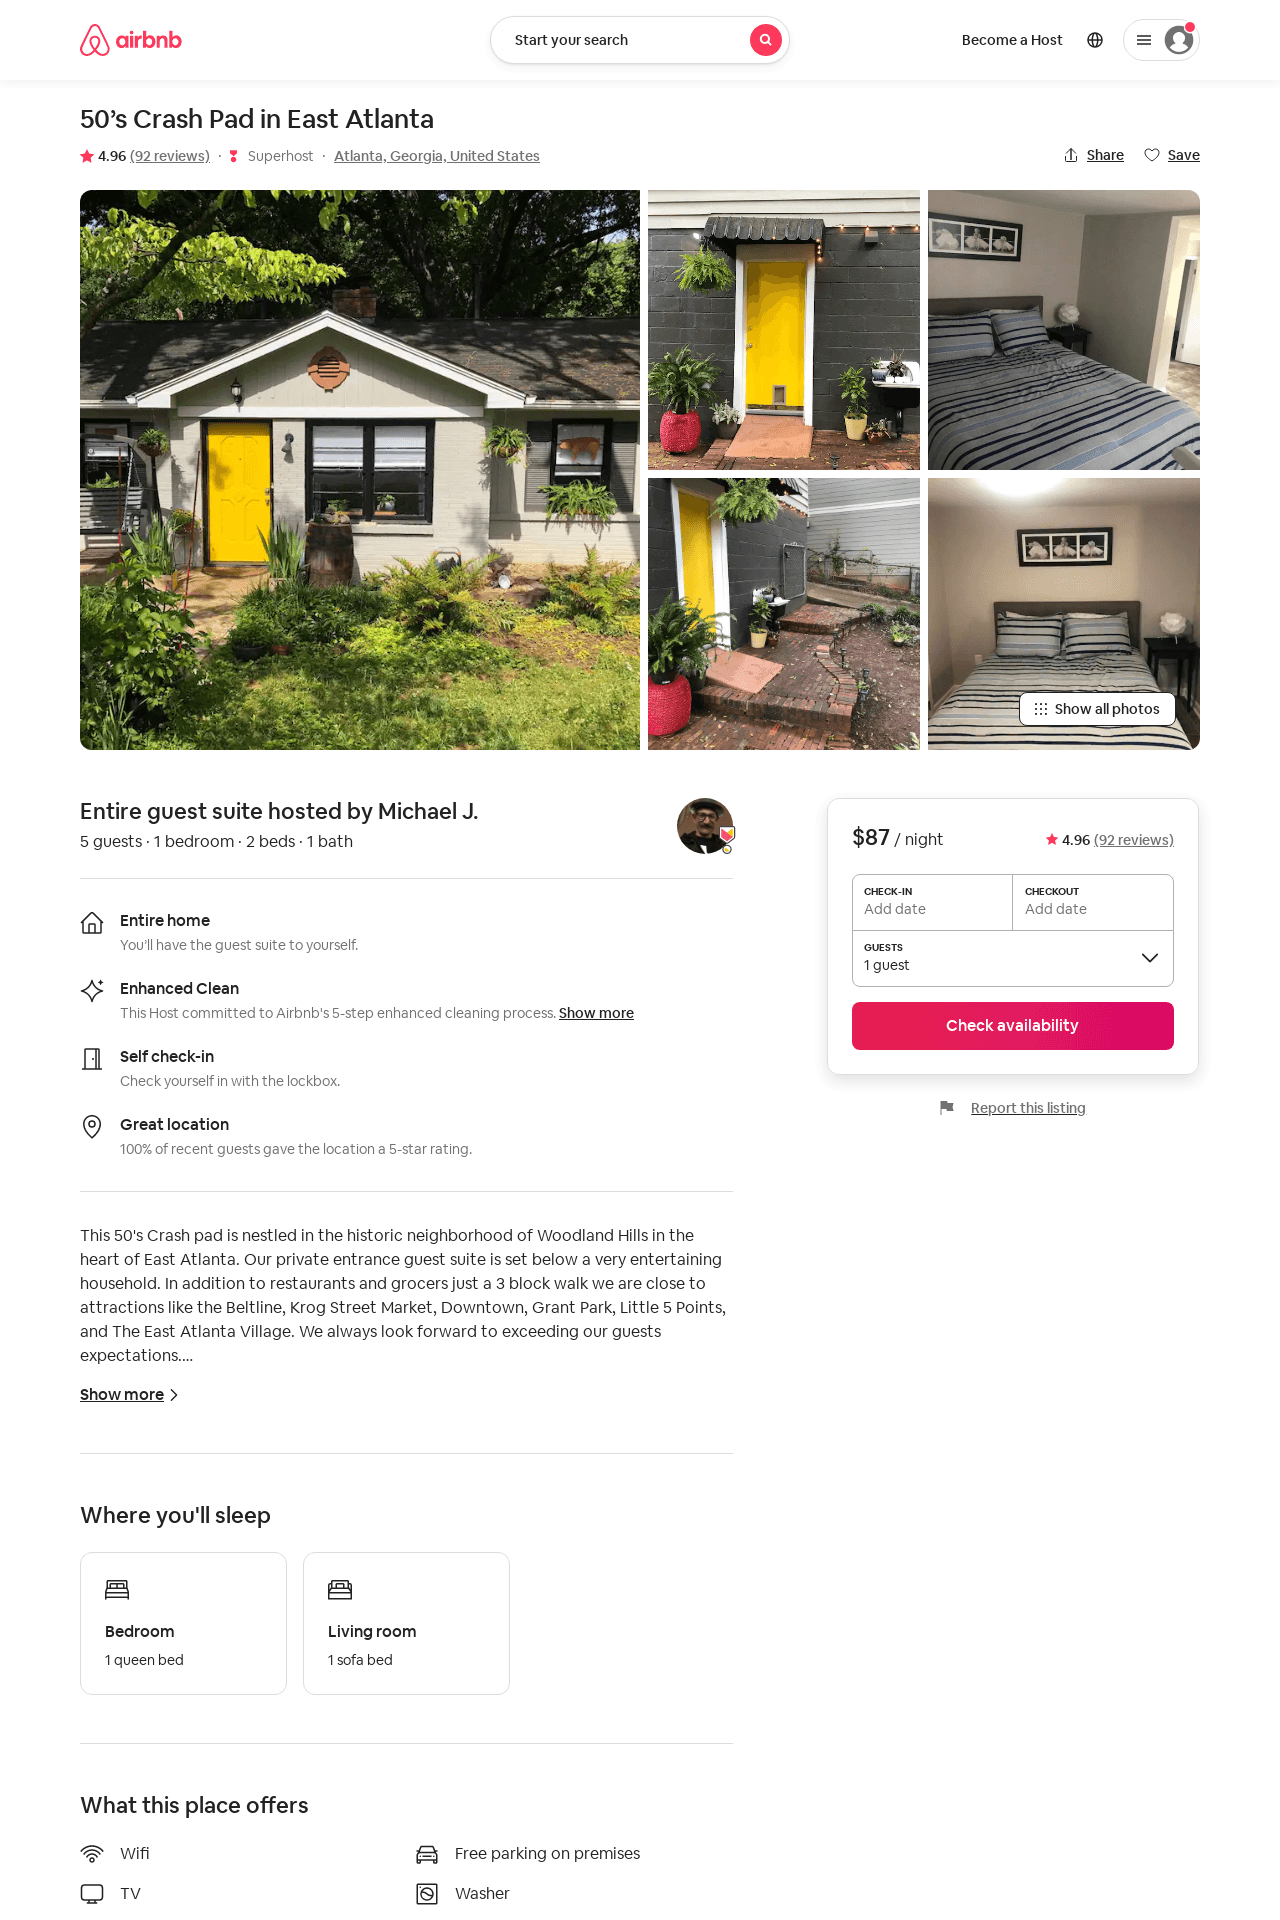 airbnb
Start your search
Become a Host
50’s Crash Pad in East Atlanta
4.96 (92 reviews) · Superhost · Atlanta, Georgia, United States
Share Save
Show all photos
Entire guest suite hosted by Michael J.
5 guests · 1 bedroom · 2 beds · 1 bath
$87 / night
4.96 (92 reviews)
CHECK-IN
Add date
CHECKOUT
Add date
GUESTS
1 guest
Check availability
Report this listing
Entire home
You’ll have the guest suite to yourself.
Enhanced Clean
This Host committed to Airbnb's 5-step enhanced cleaning process. Show more
Self check-in
Check yourself in with the lockbox.
Great location
100% of recent guests gave the location a 5-star rating.
This 50's Crash pad is nestled in the historic neighborhood of Woodland Hills in the
heart of East Atlanta. Our private entrance guest suite is set below a very entertaining
household. In addition to restaurants and grocers just a 3 block walk we are close to
attractions like the Beltline, Krog Street Market, Downtown, Grant Park, Little 5 Points,
and The East Atlanta Village. We always look forward to exceeding our guests
expectations.…
Show more
Where you'll sleep
Bedroom
1 queen bed
Living room
1 sofa bed
What this place offers
Wifi
Free parking on premises
TV
Washer